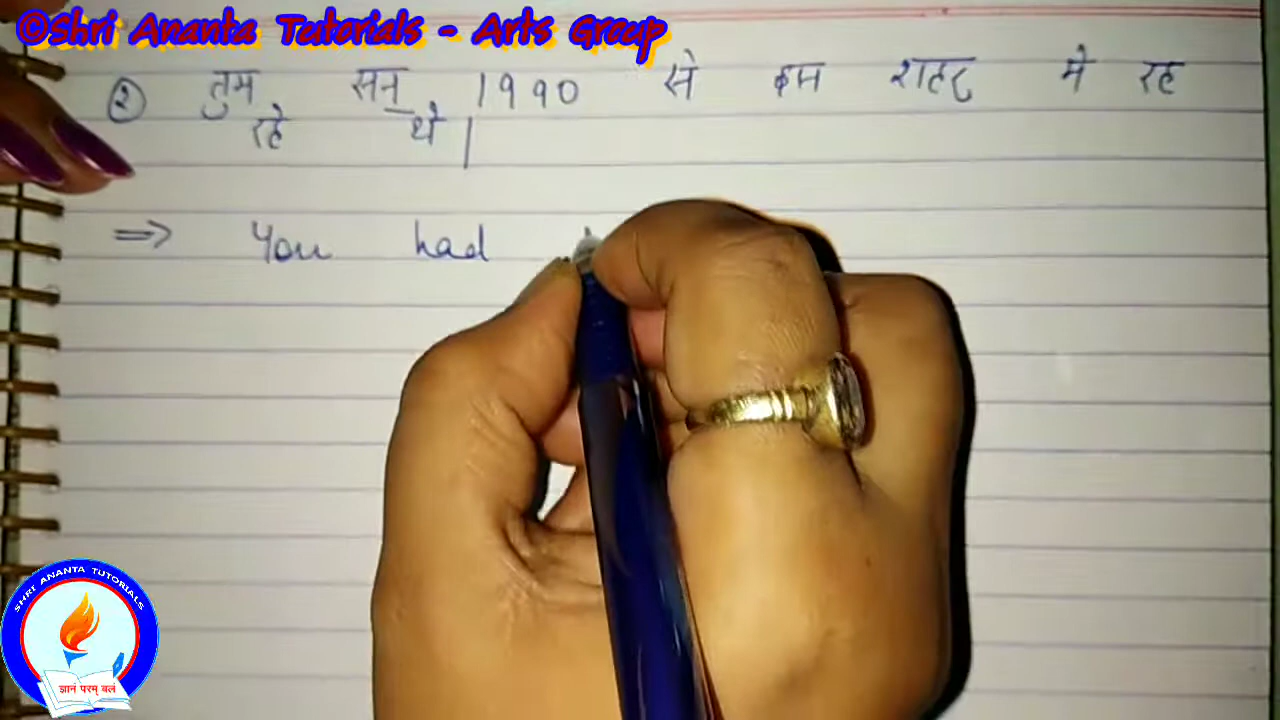 ©Shri Ananta Tutorials - Arts Group
② तुम सन् 1990 से इस शहर मे रह
रहे थे|
⇒ You had
SHRI ANANTA TUTORIALS
ज्ञानं परमं बलं